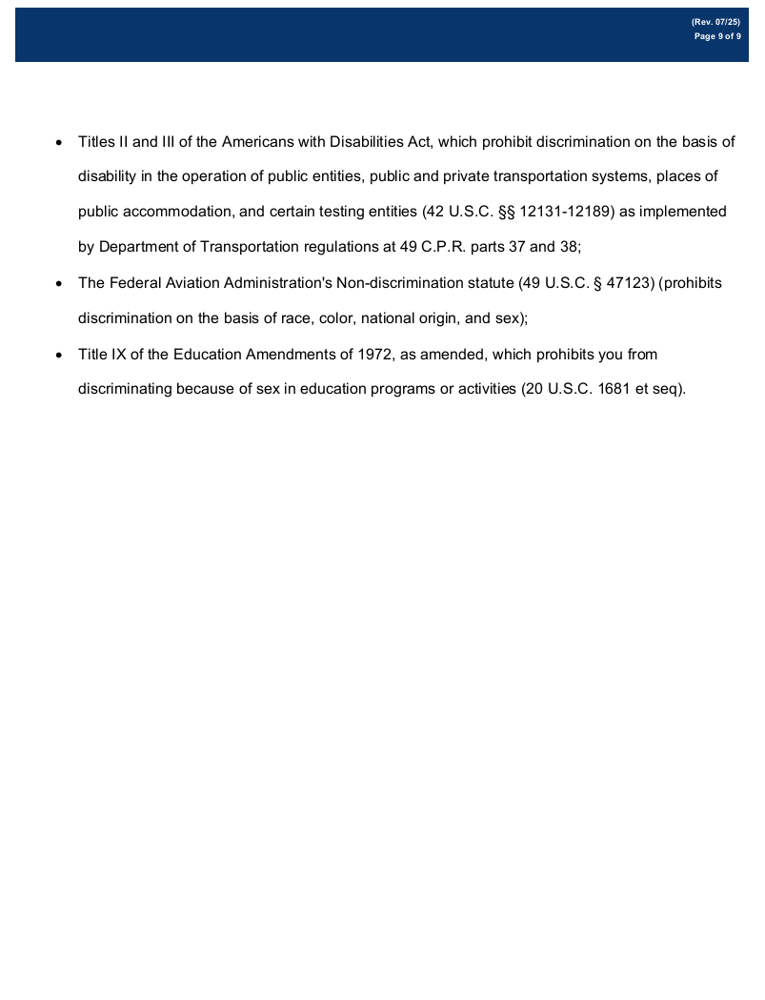 (Rev. 07/25)
Page 9 of 9
• Titles II and III of the Americans with Disabilities Act, which prohibit discrimination on the basis of
disability in the operation of public entities, public and private transportation systems, places of
public accommodation, and certain testing entities (42 U.S.C. §§ 12131-12189) as implemented
by Department of Transportation regulations at 49 C.P.R. parts 37 and 38;
• The Federal Aviation Administration's Non-discrimination statute (49 U.S.C. § 47123) (prohibits
discrimination on the basis of race, color, national origin, and sex);
• Title IX of the Education Amendments of 1972, as amended, which prohibits you from
discriminating because of sex in education programs or activities (20 U.S.C. 1681 et seq).